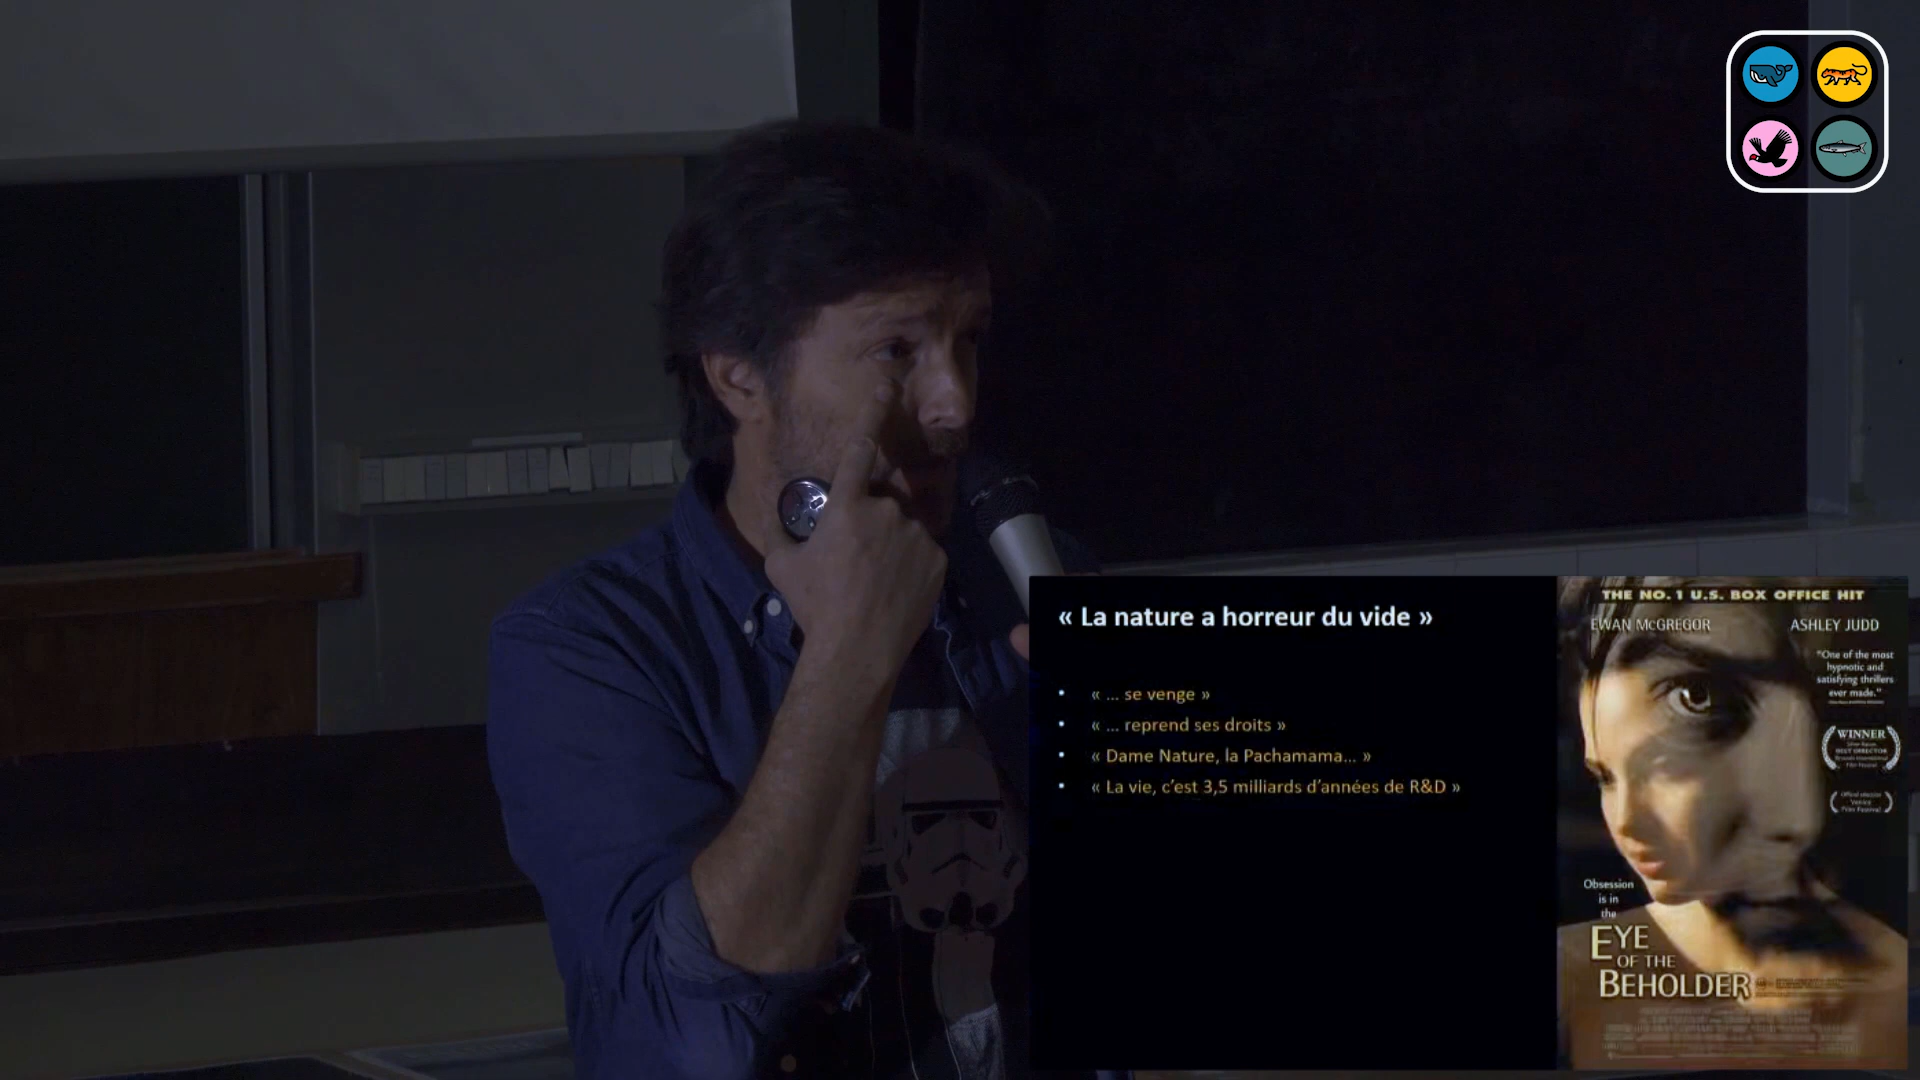 « La nature a horreur du vide »
• « ... se venge »
• « ... reprend ses droits »
• « Dame Nature, la Pachamama... »
• « La vie, c'est 3,5 milliards d'années de R&D »
THE NO. 1 U.S. BOX OFFICE HIT
EWAN McGREGOR ASHLEY JUDD
"One of the most
hypnotic and
satisfying thrillers
ever made."
WINNER
Obsession
is in
the
EYE
OF THE
BEHOLDER